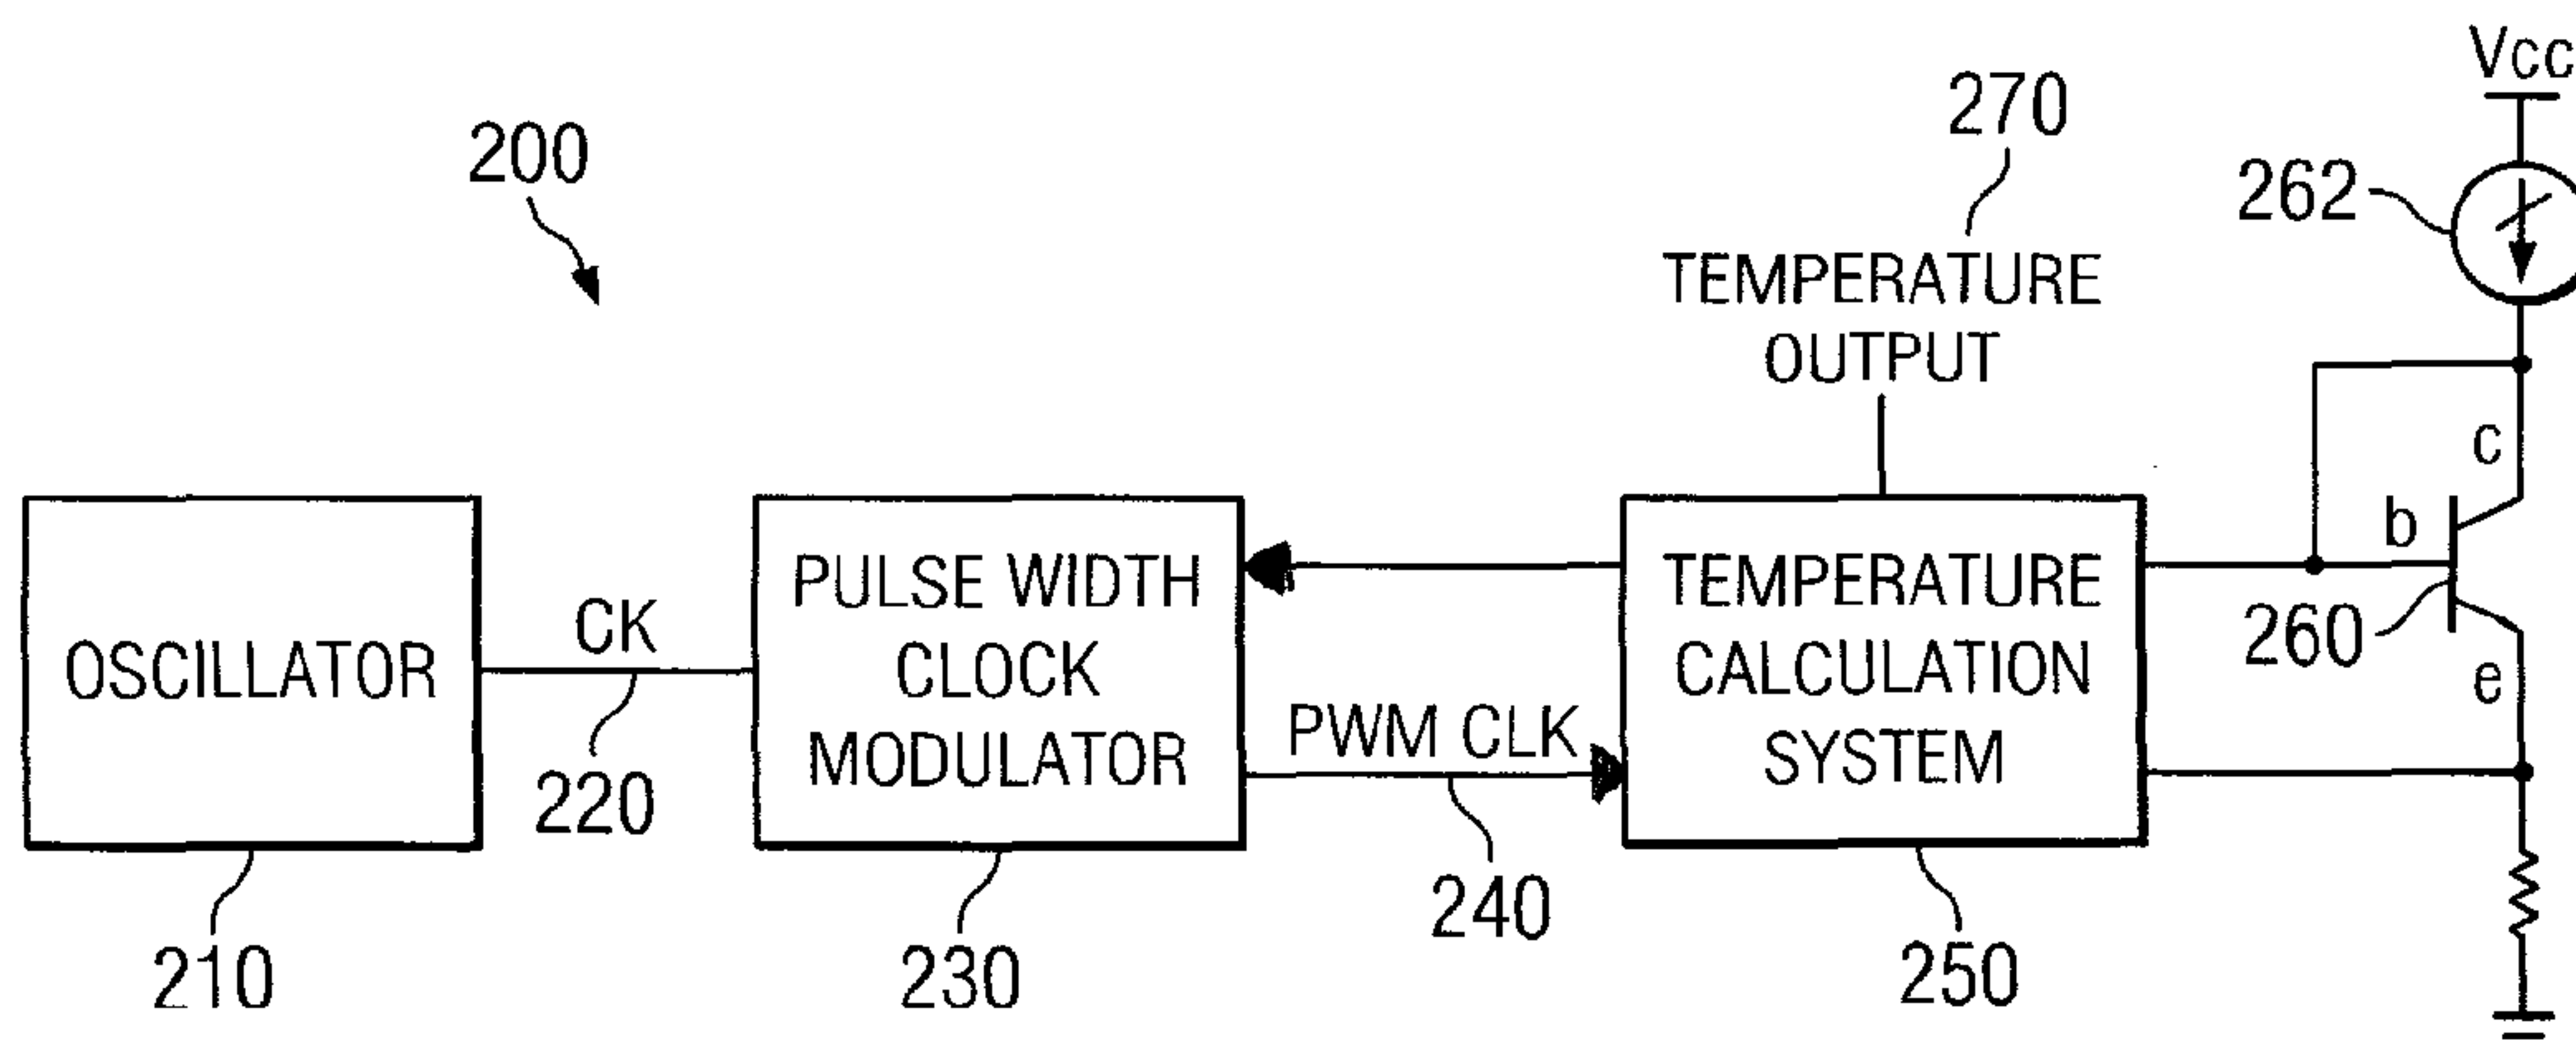 Vcc
270
200
262
TEMPERATURE
OUTPUT
c
b
PULSE WIDTH
CLOCK
MODULATOR
TEMPERATURE
CALCULATION
SYSTEM
OSCILLATOR
CK
260
e
PWM CLK
220
240
210
230
250